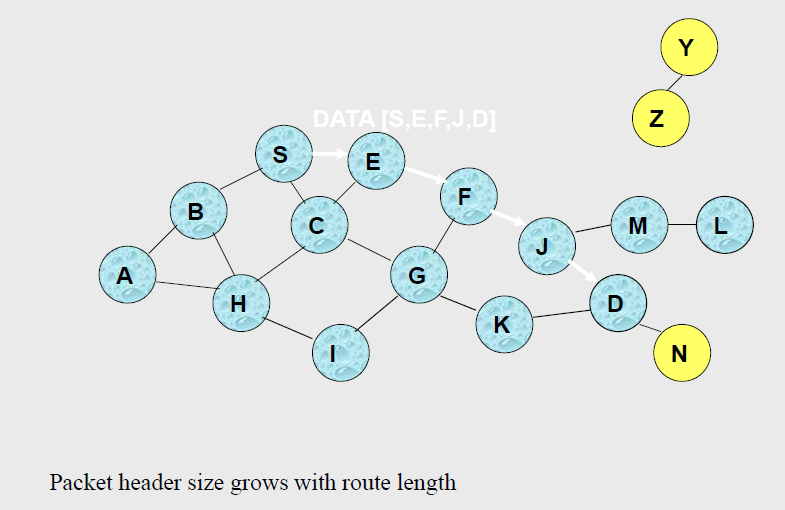 Y
Z
DATA [S,E,F,J,D]
S
E
F
B
C
M
L
J
A
G
H
D
K
I
N
Packet header size grows with route length